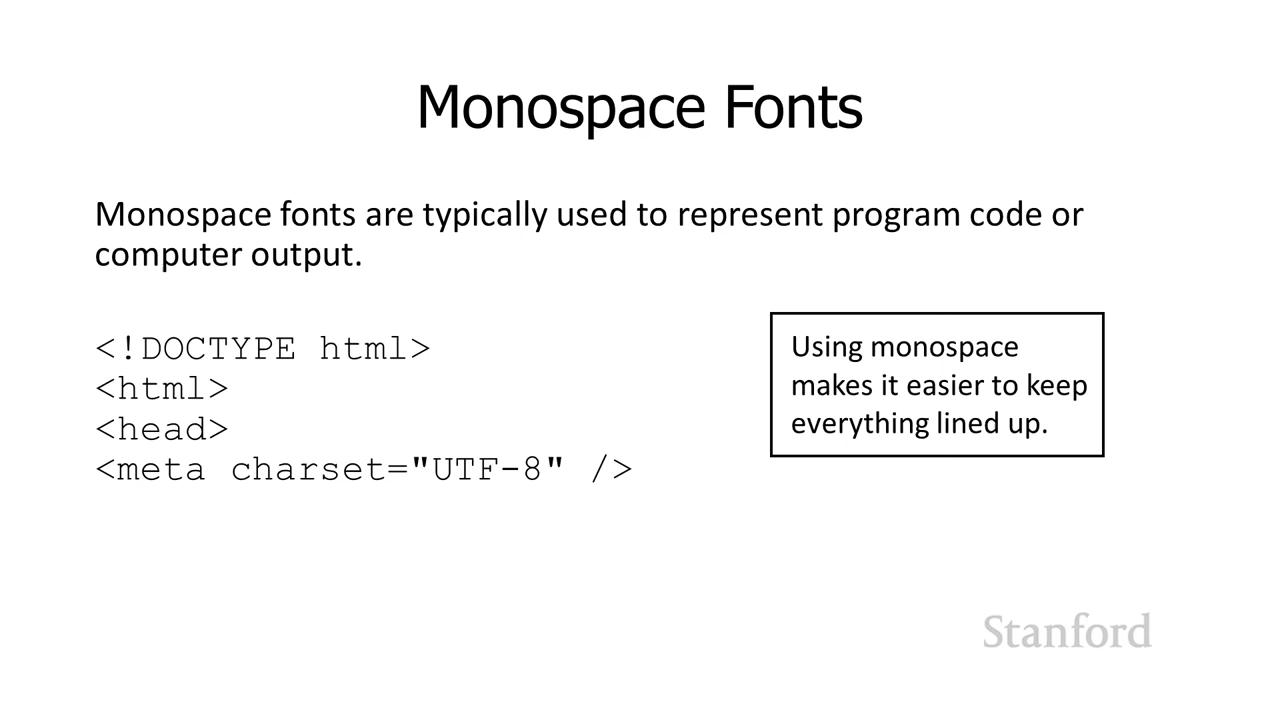 Monospace Fonts
Monospace fonts are typically used to represent program code or
computer output.
<!DOCTYPE html>
<html>
<head>
<meta charset="UTF-8" />
Using monospace
makes it easier to keep
everything lined up.
Stanford